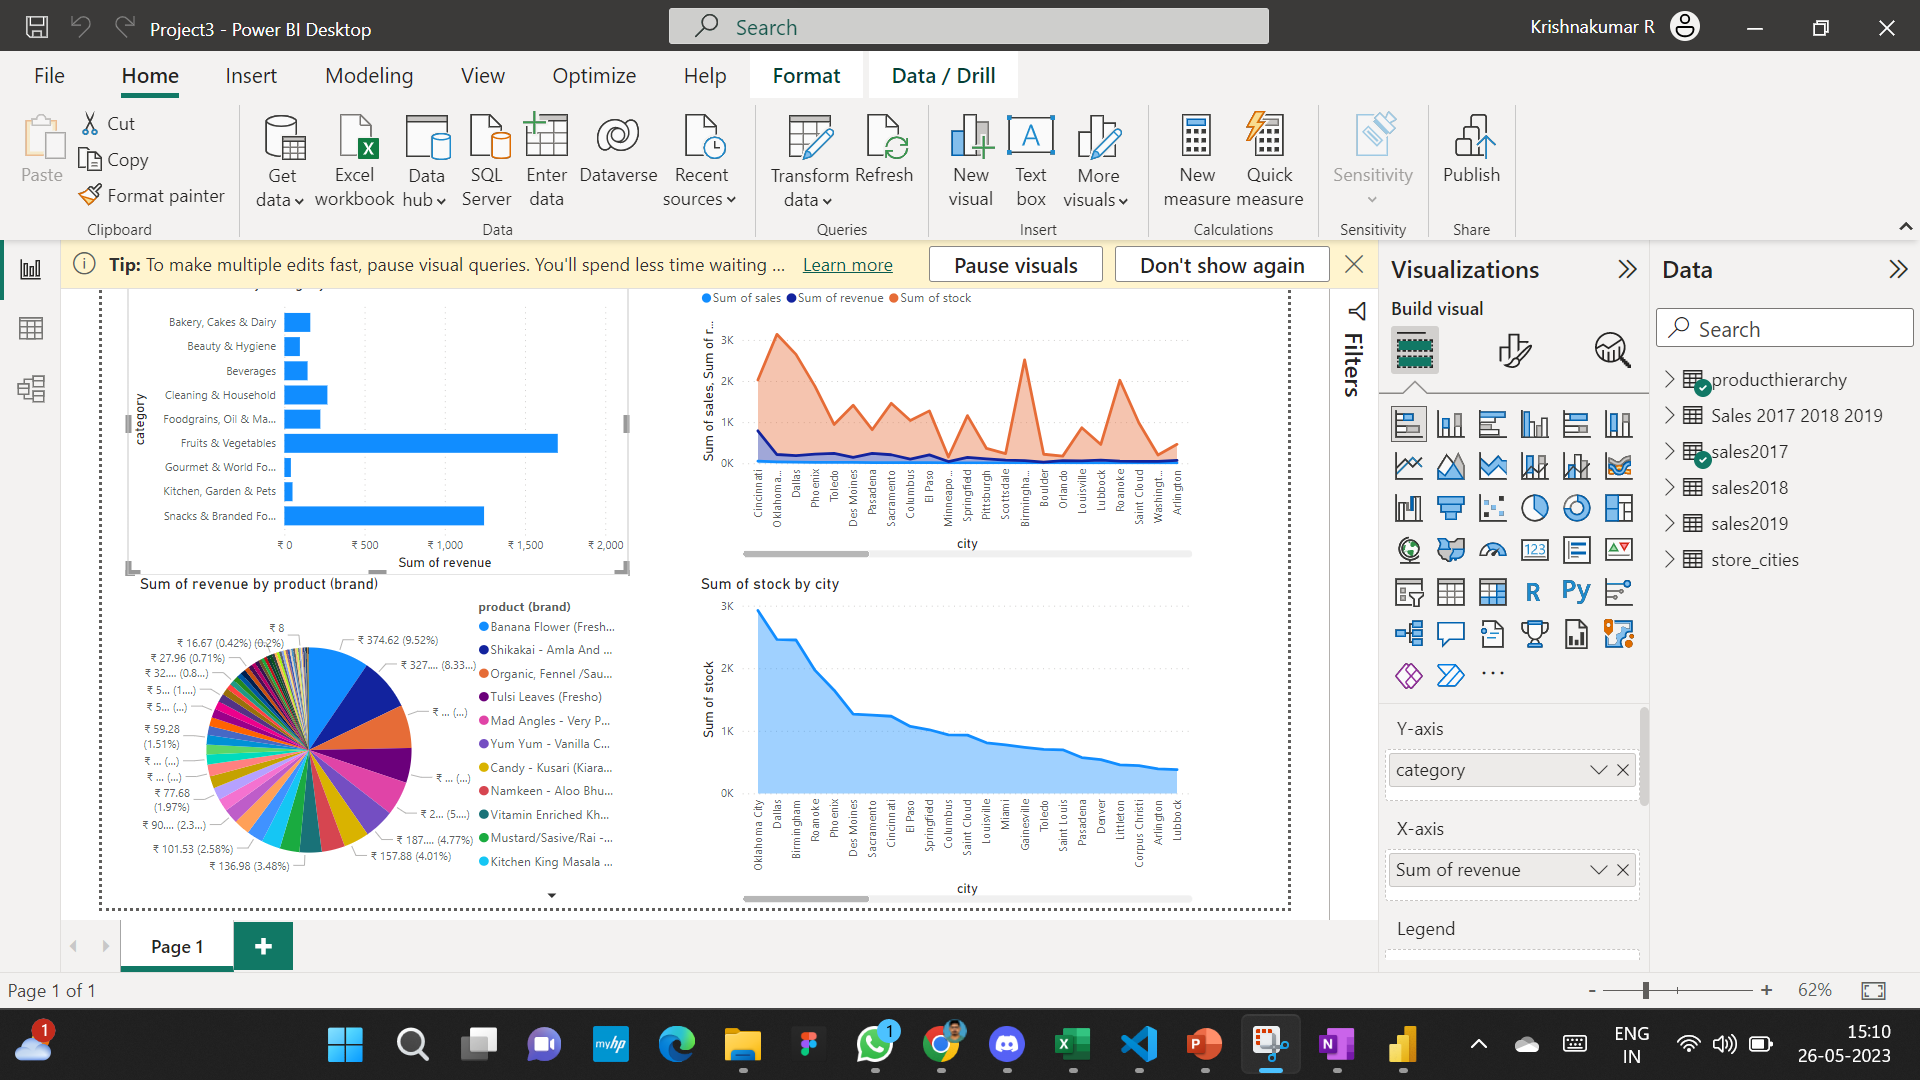 Project3 - Power BI Desktop
Search
Krishnakumar R
File
Home
Insert
Modeling
View
Optimize
Help
Format
Data / Drill
Paste
Cut
Copy
Format painter
Clipboard
Get data
Excel workbook
Data hub
SQL Server
Enter data
Dataverse
Recent sources
Data
Transform data
Refresh
Queries
New visual
Text box
More visuals
Insert
New measure
Quick measure
Calculations
Sensitivity
Sensitivity
Publish
Share
Tip: To make multiple edits fast, pause visual queries. You'll spend less time waiting ...
Learn more
Pause visuals
Don't show again
category
Bakery, Cakes & Dairy
Beauty & Hygiene
Beverages
Cleaning & Household
Foodgrains, Oil & Ma...
Fruits & Vegetables
Gourmet & World Fo...
Kitchen, Garden & Pets
Snacks & Branded Fo...
₹ 0
₹ 500
₹ 1,000
₹ 1,500
₹ 2,000
Sum of revenue
Sum of sales
Sum of revenue
Sum of stock
Sum of sales, Sum of r...
3K
2K
1K
0K
Cincinnati
Oklahoma...
Dallas
Phoenix
Toledo
Des Moines
Pasadena
Sacramento
Columbus
El Paso
Minneapo...
Springfield
Pittsburgh
Scottsdale
Birmingha...
Boulder
Orlando
Louisville
Lubbock
Roanoke
Saint Cloud
Washingt...
Arlington
city
Sum of revenue by product (brand)
₹ 8
₹ 16.67 (0.42%)
(0.2%)
₹ 27.96 (0.71%)
₹ 32.... (0.8...)
₹ 5... (1....)
₹ 5... (...)
₹ 59.28
(1.51%)
₹ ... (...)
₹ ... (...)
₹ 77.68
(1.97%)
₹ 90.... (2.3...)
₹ 101.53 (2.58%)
₹ 136.98 (3.48%)
₹ 374.62 (9.52%)
₹ 327.... (8.33...)
₹ ... (...)
₹ ... (...)
₹ 2... (5....)
₹ 187.... (4.77%)
₹ 157.88 (4.01%)
product (brand)
Banana Flower (Fresh...
Shikakai - Amla And ...
Organic, Fennel /Sau...
Tulsi Leaves (Fresho)
Mad Angles - Very P...
Yum Yum - Vanilla C...
Candy - Kusari (Kiara...
Namkeen - Aloo Bhu...
Vitamin Enriched Kh...
Mustard/Sasive/Rai -...
Kitchen King Masala ...
Sum of stock by city
Sum of stock
3K
2K
1K
0K
Oklahoma City
Dallas
Birmingham
Roanoke
Phoenix
Des Moines
Sacramento
Cincinnati
El Paso
Springfield
Columbus
Saint Cloud
Louisville
Miami
Gainesville
Toledo
Saint Louis
Pasadena
Denver
Littleton
Corpus Christi
Arlington
Lubbock
city
Filters
Visualizations
Build visual
123
R
Py
Y-axis
category
X-axis
Sum of revenue
Legend
Data
Search
producthierarchy
Sales 2017 2018 2019
sales2017
sales2018
sales2019
store_cities
Page 1
Page 1 of 1
62%
1
myhp
1
ENG
IN
15:10
26-05-2023